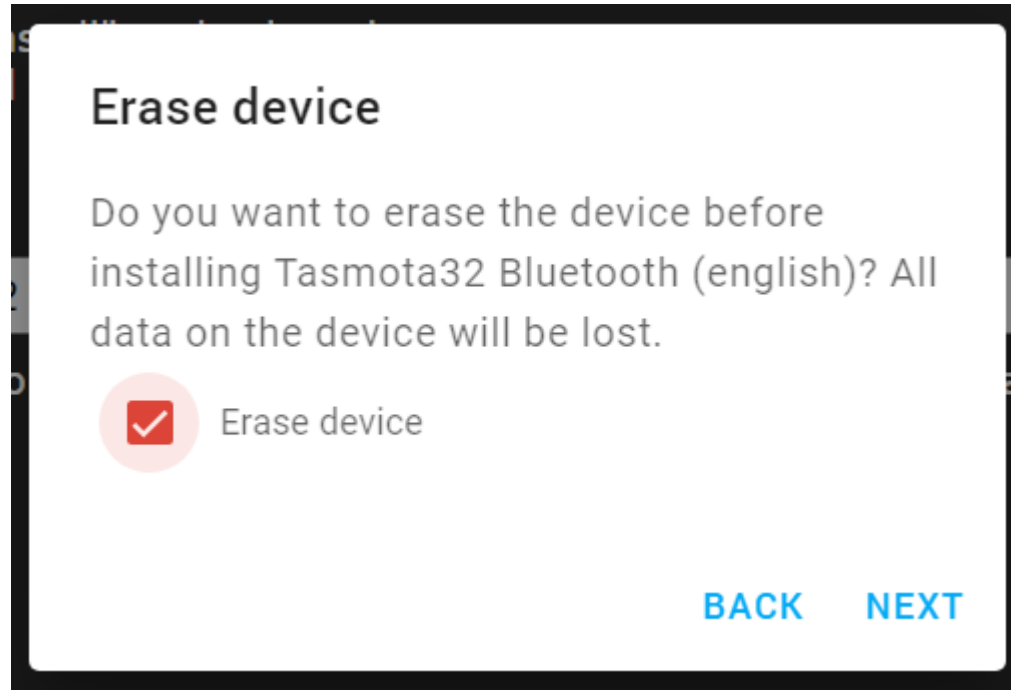 Erase device
Do you want to erase the device before
installing Tasmota32 Bluetooth (english)? All
data on the device will be lost.
Erase device
BACK NEXT